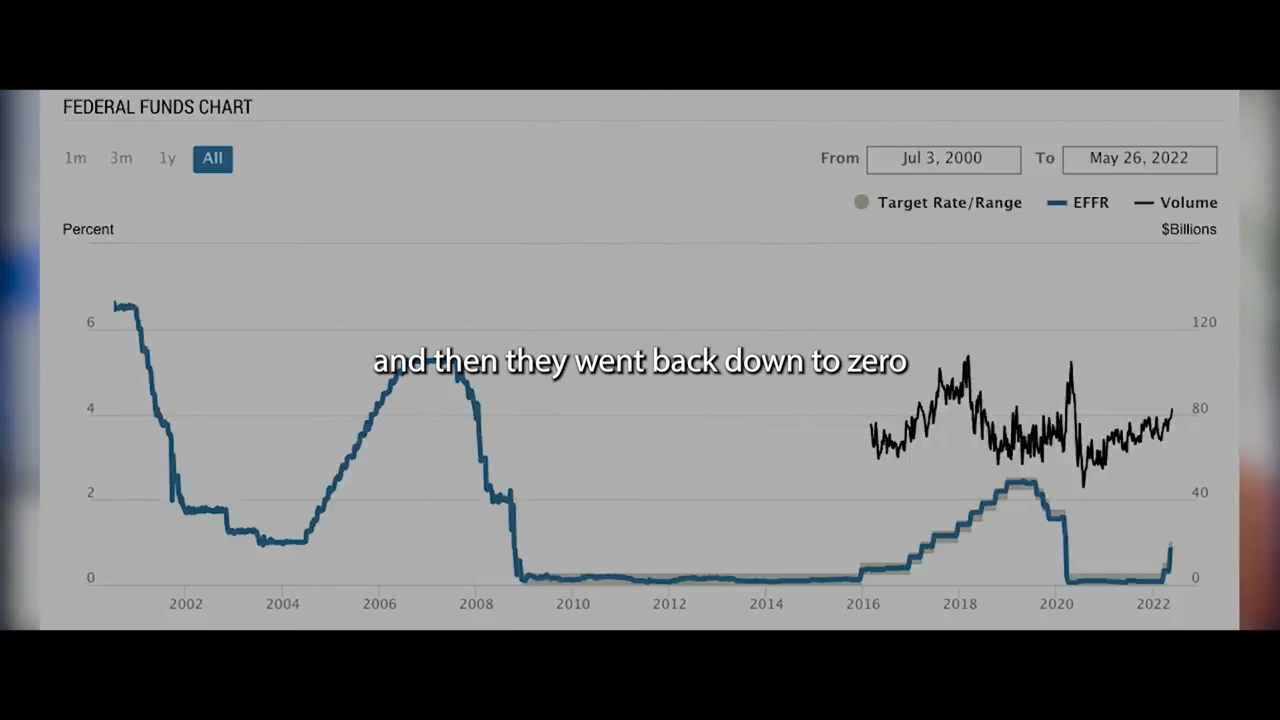 FEDERAL FUNDS CHART
1m 3m 1y All From Jul 3, 2000 To May 26, 2022
Target Rate/Range EFFR Volume
Percent $Billions
6 120
and then they went back down to zero
4 80
2 40
0 0
2002 2004 2006 2008 2010 2012 2014 2016 2018 2020 2022